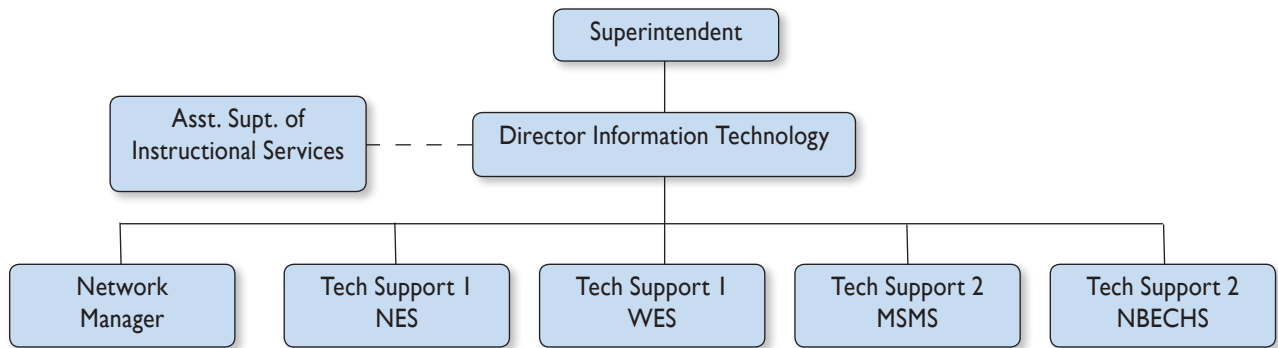 Superintendent
Asst. Supt. of
Instructional Services
Director Information Technology
Network
Manager
Tech Support 1
NES
Tech Support 1
WES
Tech Support 2
MSMS
Tech Support 2
NBECHS